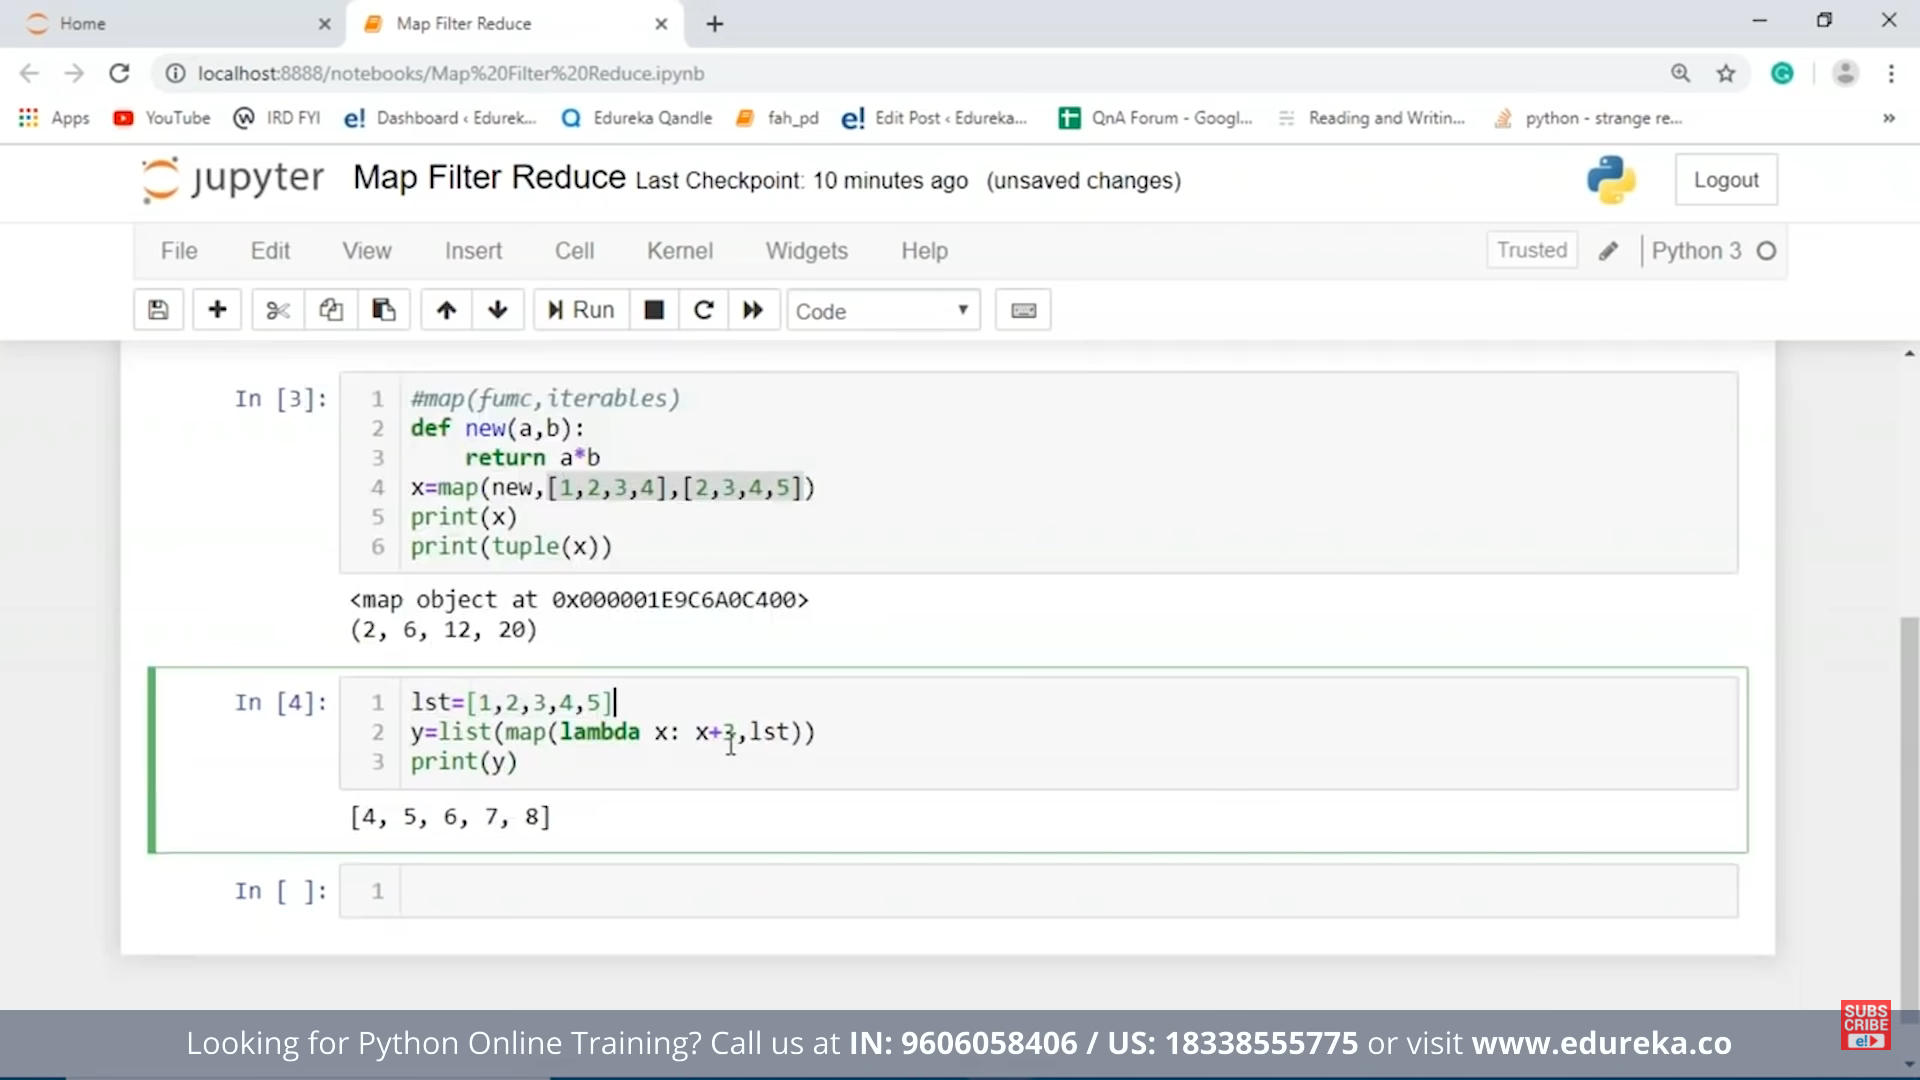 Home
Map Filter Reduce
localhost:8888/notebooks/Map%20Filter%20Reduce.ipynb
Apps YouTube IRD FYI Dashboard ‹ Edurek... Edureka Qandle fah_pd Edit Post ‹ Edureka... QnA Forum - Googl... Reading and Writin... python - strange re... »
jupyter Map Filter Reduce Last Checkpoint: 10 minutes ago (unsaved changes) Logout
File Edit View Insert Cell Kernel Widgets Help Trusted Python 3
Run Code
In [3]:
1 #map(fumc,iterables)
2 def new(a,b):
3 return a*b
4 x=map(new,[1,2,3,4],[2,3,4,5])
5 print(x)
6 print(tuple(x))
<map object at 0x000001E9C6A0C400>
(2, 6, 12, 20)
In [4]:
1 lst=[1,2,3,4,5]
2 y=list(map(lambda x: x+3,lst))
3 print(y)
[4, 5, 6, 7, 8]
In [ ]: 1
Looking for Python Online Training? Call us at IN: 9606058406 / US: 18338555775 or visit www.edureka.co
SUBS
CRIBE
e!